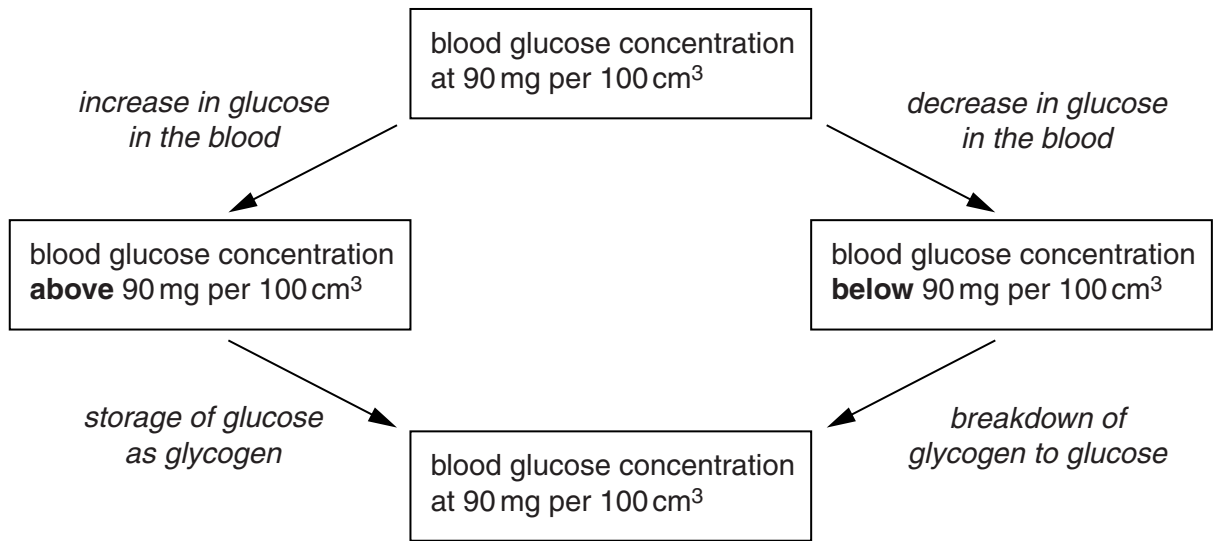 blood glucose concentration
at 90 mg per 100 cm³
increase in glucose
in the blood
decrease in glucose
in the blood
blood glucose concentration
above 90 mg per 100 cm³
blood glucose concentration
below 90 mg per 100 cm³
storage of glucose
as glycogen
breakdown of
glycogen to glucose
blood glucose concentration
at 90 mg per 100 cm³